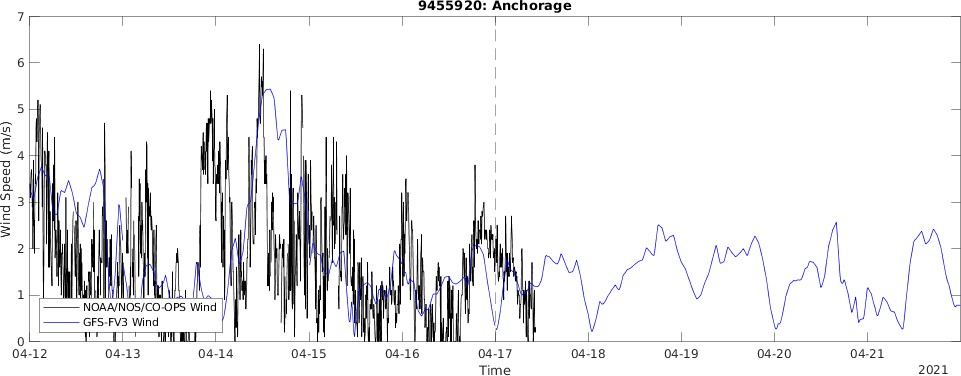 9455920: Anchorage
7
6
5
4
3
2
1
0
Wind Speed (m/s)
NOAA/NOS/CO-OPS Wind
GFS-FV3 Wind
04-12 04-13 04-14 04-15 04-16 04-17 04-18 04-19 04-20 04-21
Time
2021